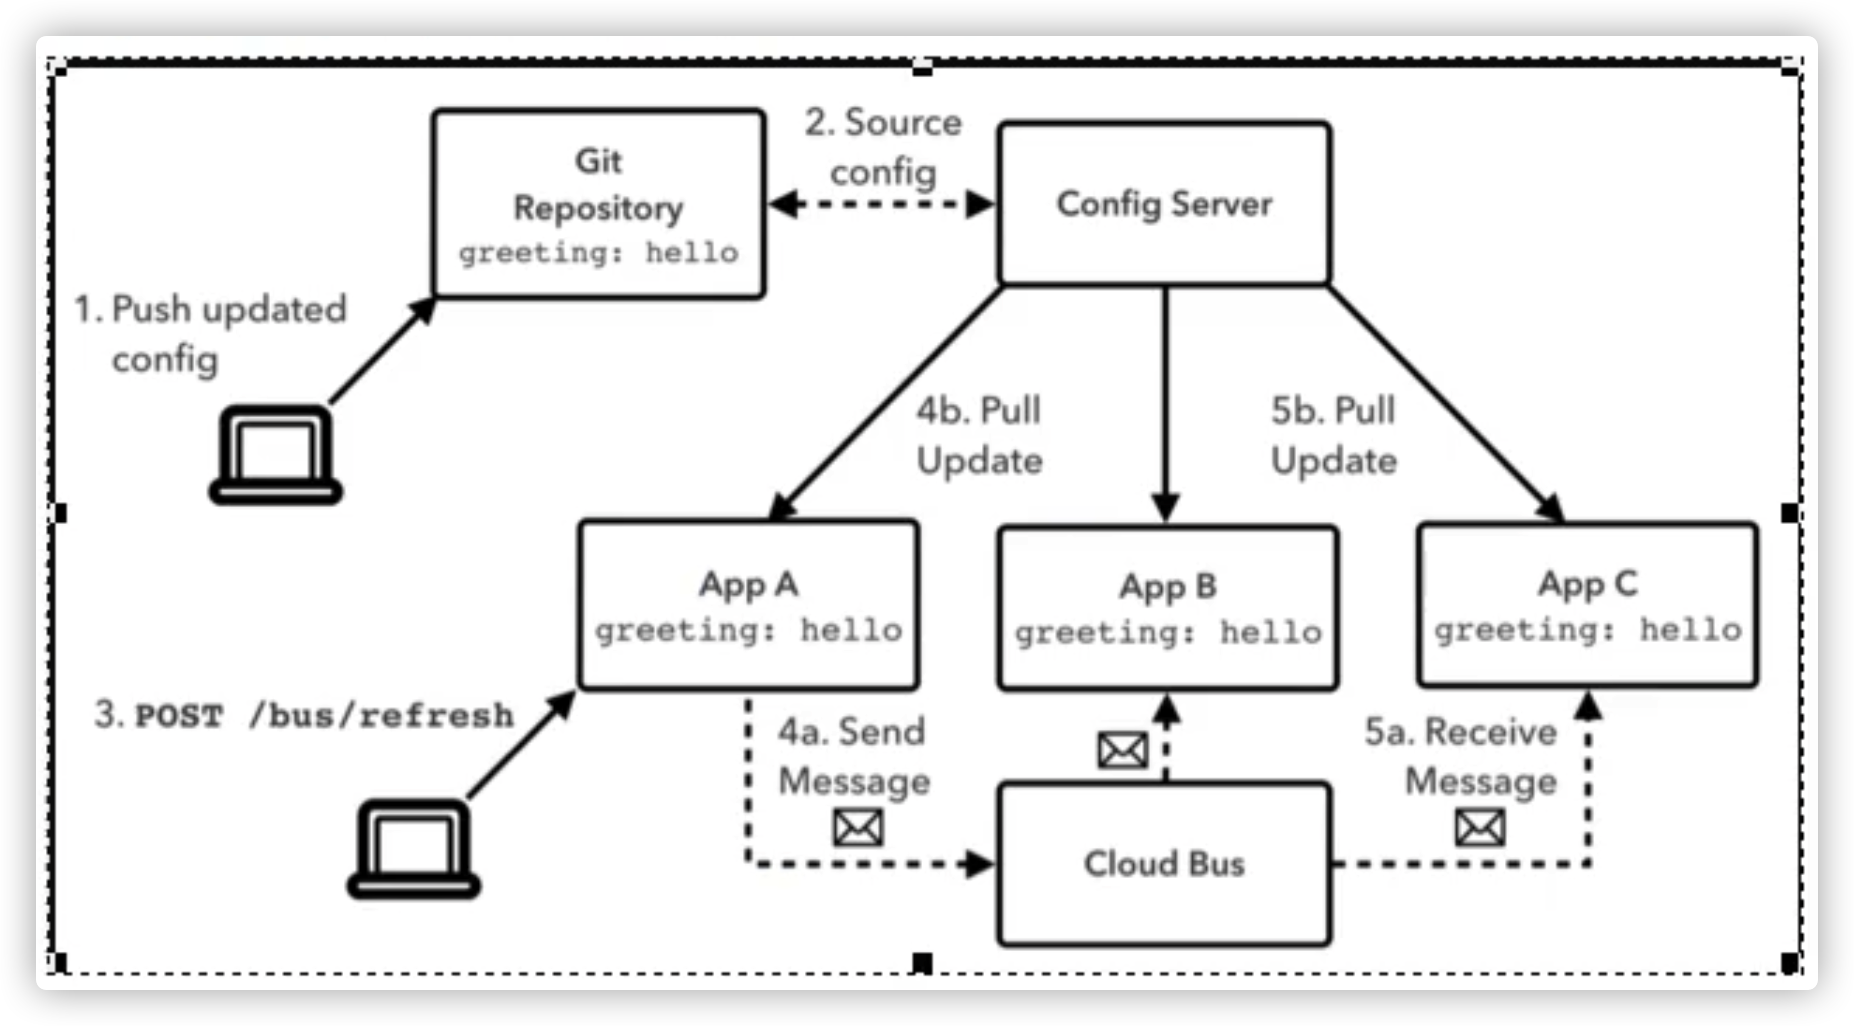 Git
Repository
greeting: hello
2. Source
config
Config Server
1. Push updated
config
4b. Pull
Update
5b. Pull
Update
App A
greeting: hello
App B
greeting: hello
App C
greeting: hello
3. POST /bus/refresh
4a. Send
Message
5a. Receive
Message
Cloud Bus